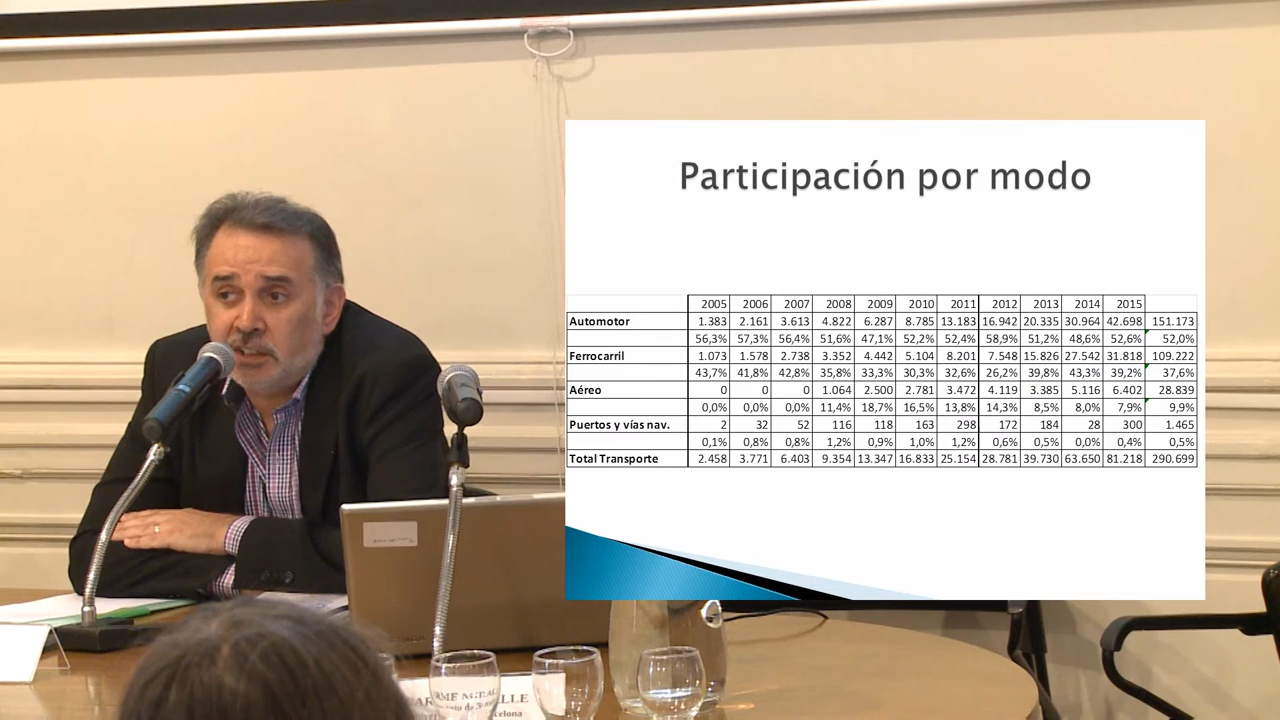 Participación por modo
2005 2006 2007 2008 2009 2010 2011 2012 2013 2014 2015
Automotor 1.383 2.161 3.613 4.822 6.287 8.785 13.183 16.942 20.335 30.964 42.698 151.173
56,3% 57,3% 56,4% 51,6% 47,1% 52,2% 52,4% 58,9% 51,2% 48,6% 52,6% 52,0%
Ferrocarril 1.073 1.578 2.738 3.352 4.442 5.104 8.201 7.548 15.826 27.542 31.818 109.222
43,7% 41,8% 42,8% 35,8% 33,3% 30,3% 32,6% 26,2% 39,8% 43,3% 39,2% 37,6%
Aéreo 0 0 0 1.064 2.500 2.781 3.472 4.119 3.385 5.116 6.402 28.839
0,0% 0,0% 0,0% 11,4% 18,7% 16,5% 13,8% 14,3% 8,5% 8,0% 7,9% 9,9%
Puertos y vías nav. 2 32 52 116 118 163 298 172 184 28 300 1.465
0,1% 0,8% 0,8% 1,2% 0,9% 1,0% 1,2% 0,6% 0,5% 0,0% 0,4% 0,5%
Total Transporte 2.458 3.771 6.403 9.354 13.347 16.833 25.154 28.781 39.730 63.650 81.218 290.699